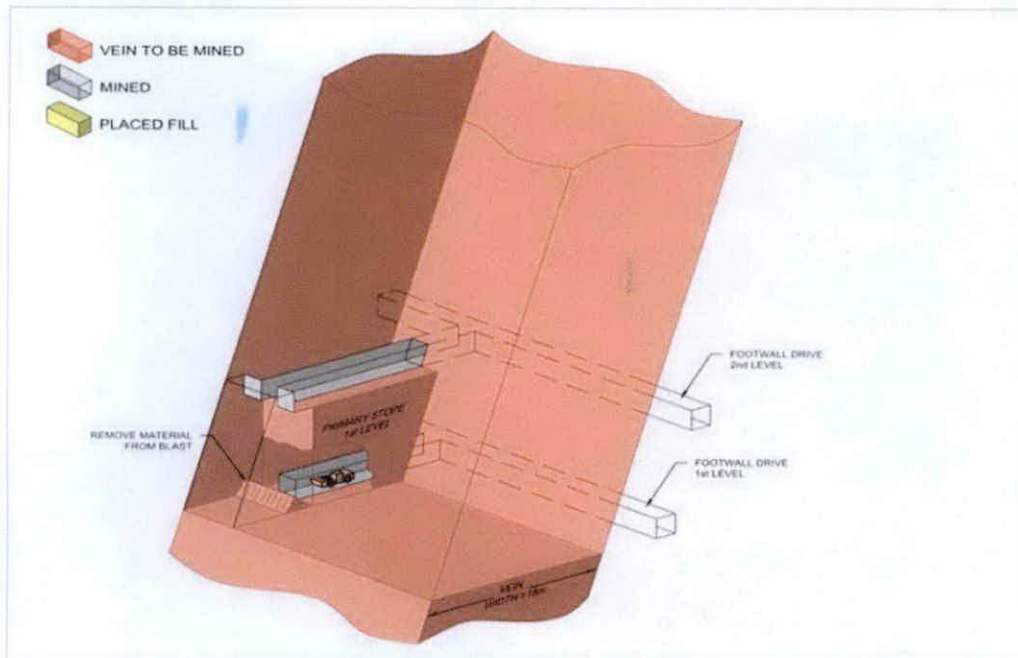 VEIN TO BE MINED
MINED
PLACED FILL
FOOTWALL DRIVE
2nd LEVEL
PRIMARY STOPE
1st LEVEL
REMOVE MATERIAL
FROM BLAST
FOOTWALL DRIVE
1st LEVEL
VEIN
WIDTH =